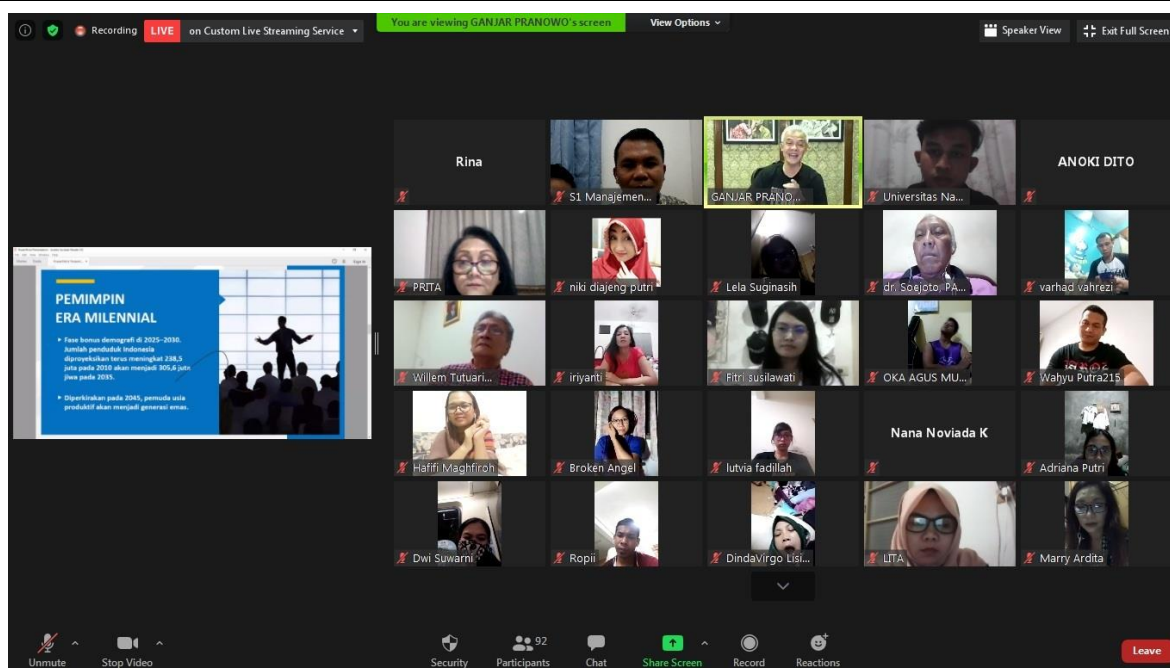 Recording
LIVE
on Custom Live Streaming Service
You are viewing GANJAR PRANOWO's screen
View Options
Speaker View
Exit Full Screen
PEMIMPIN
ERA MILENNIAL
Fase bonus demografi di 2025-2030.
Jumlah penduduk Indonesia
diproyeksikan terus meningkat 238,5
juta pada 2010 akan menjadi 305,6 juta
jiwa pada 2035.
Diperkirakan pada 2045, pemuda usia
produktif akan menjadi generasi emas.
Rina
S1 Manajemen...
GANJAR PRANO...
Universitas Na...
ANOKI DITO
PRITA
niki diajeng putri
Lela Suginasih
dr. Soejoto, PA...
varhad vahrezi
Willem Tutuari...
iriyanti
Fitri susilawati
OKA AGUS MU...
Wahyu Putra215
Hafifi Maghfiroh
Broken Angel
lutvia fadillah
Nana Noviada K
Adriana Putri
Dwi Suwarni
Ropii
DindaVirgo Lisi...
LITA
Marry Ardita
Unmute
Stop Video
Security
92
Participants
Chat
Share Screen
Record
Reactions
Leave